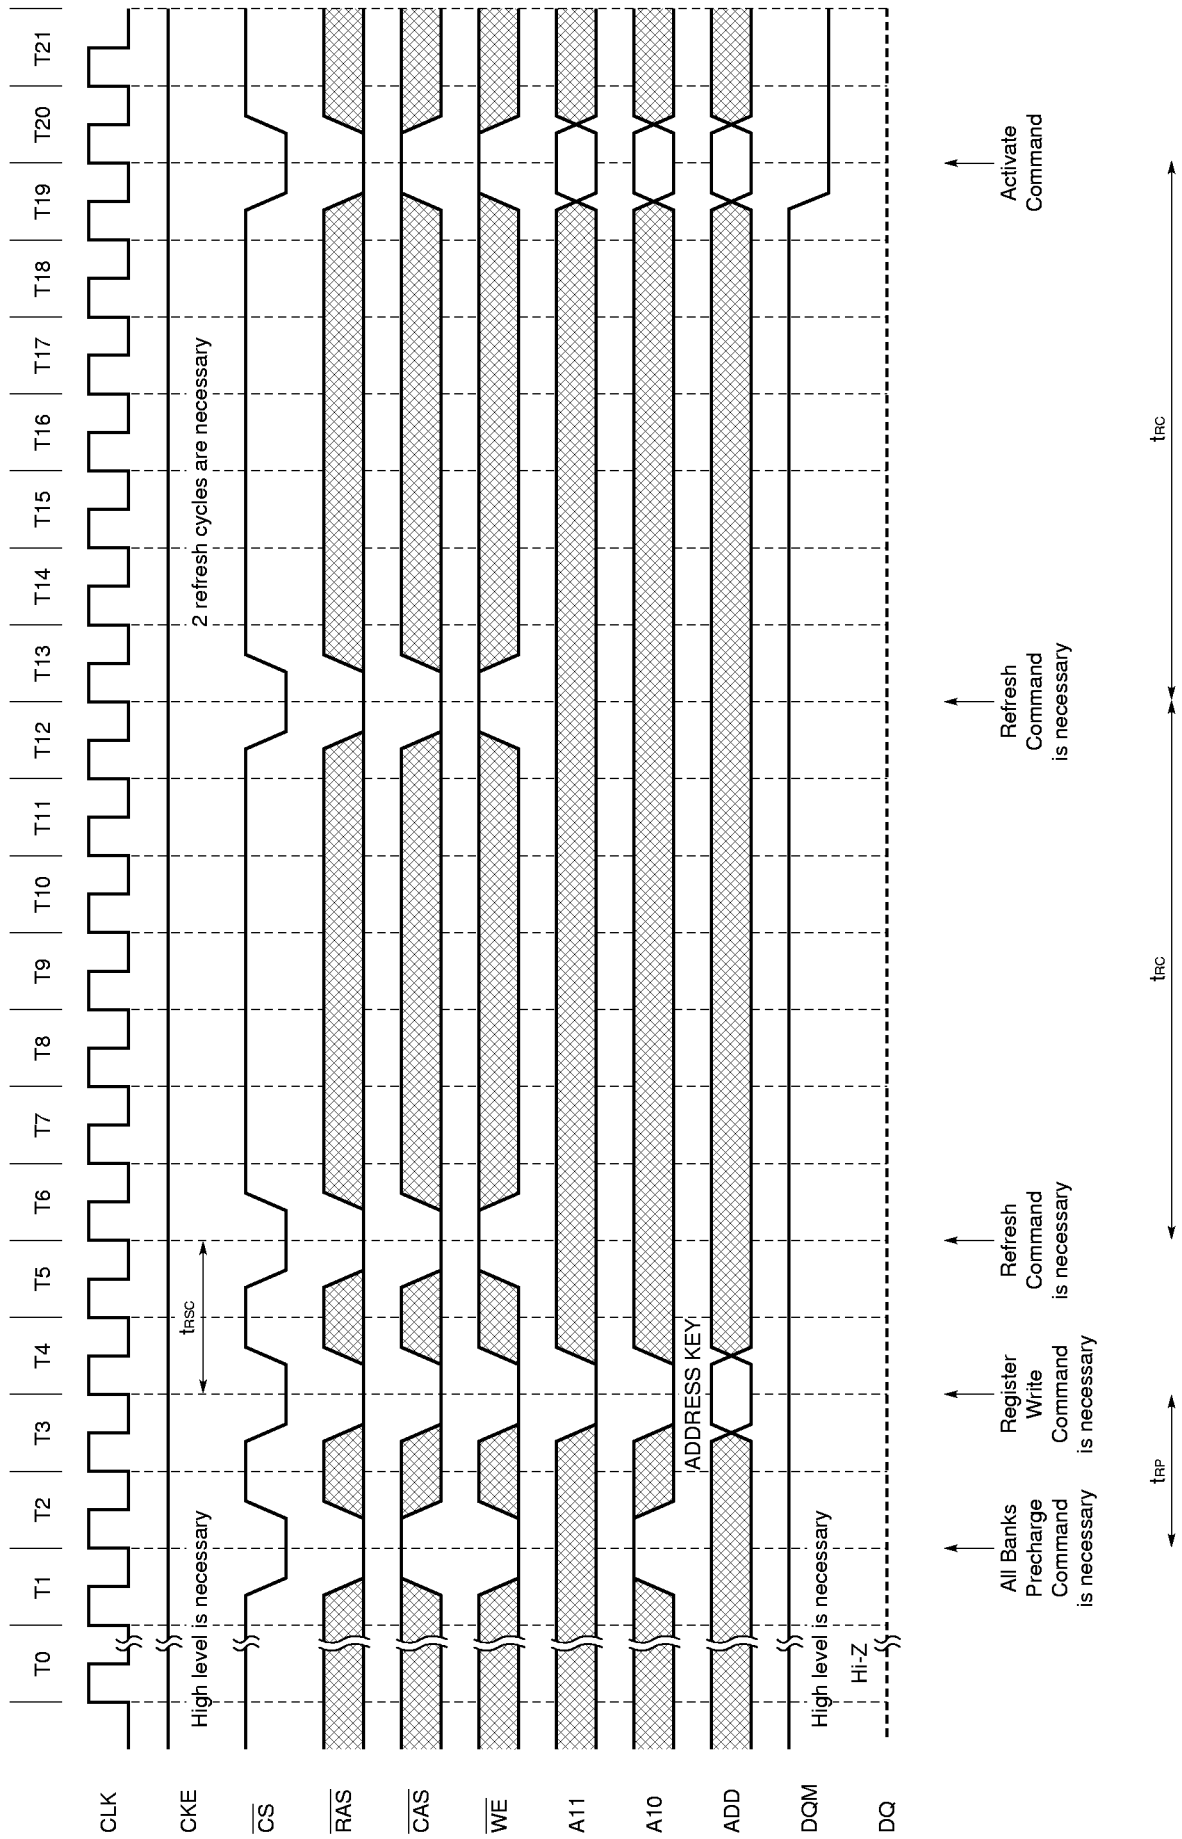 T0 T1 T2 T3 T4 T5 T6 T7 T8 T9 T10 T11 T12 T13 T14 T15 T16 T17 T18 T19 T20 T21
CLK
CKE
High level is necessary
tRSC
2 refresh cycles are necessary
CS
RAS
CAS
WE
A11
A10
ADDRESS KEY
ADD
DQM
High level is necessary
DQ
Hi-Z
All Banks
Precharge
Command
is necessary
Register
Write
Command
is necessary
Refresh
Command
is necessary
Refresh
Command
is necessary
Activate
Command
tRP
tRC
tRC